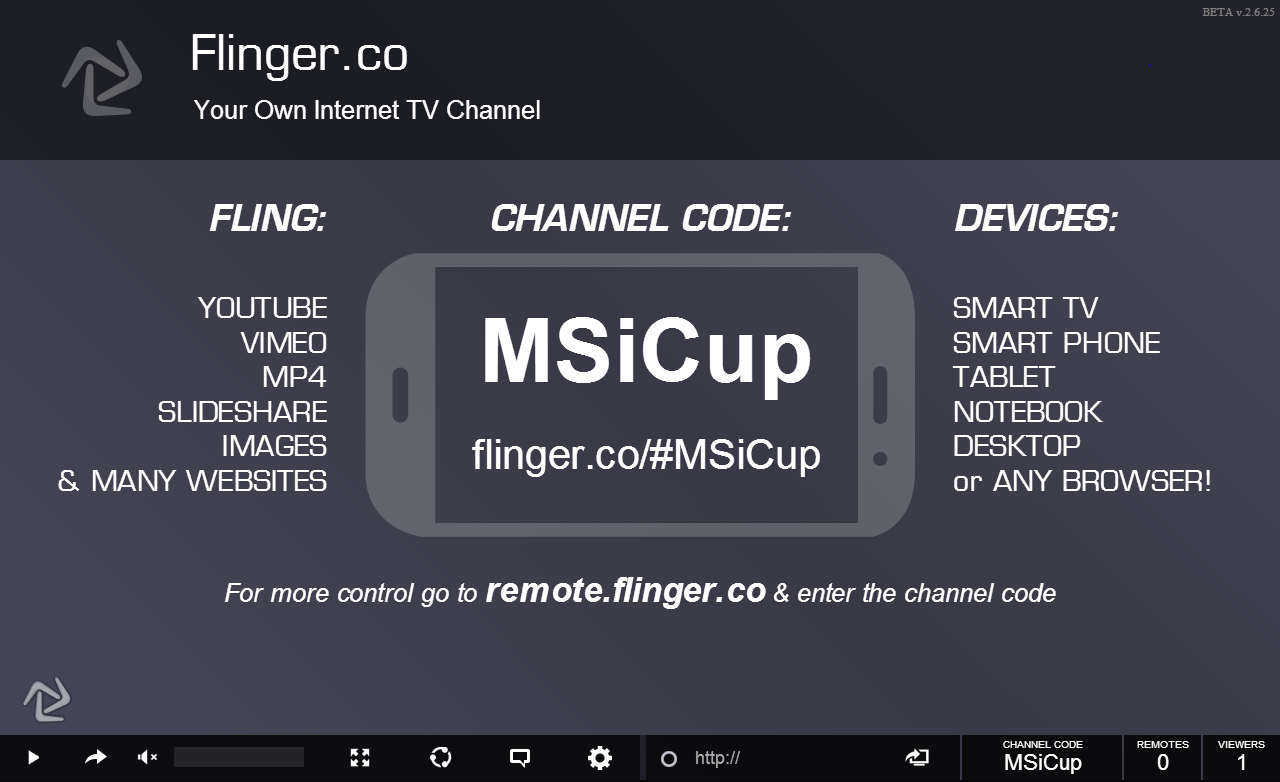 BETA v.2.6.25
Flinger.co
Your Own Internet TV Channel
FLING:
YOUTUBE
VIMEO
MP4
SLIDESHARE
IMAGES
& MANY WEBSITES
CHANNEL CODE:
MSiCup
flinger.co/#MSiCup
DEVICES:
SMART TV
SMART PHONE
TABLET
NOTEBOOK
DESKTOP
or ANY BROWSER!
For more control go to remote.flinger.co & enter the channel code
http://
CHANNEL CODE
MSiCup
REMOTES
0
VIEWERS
1